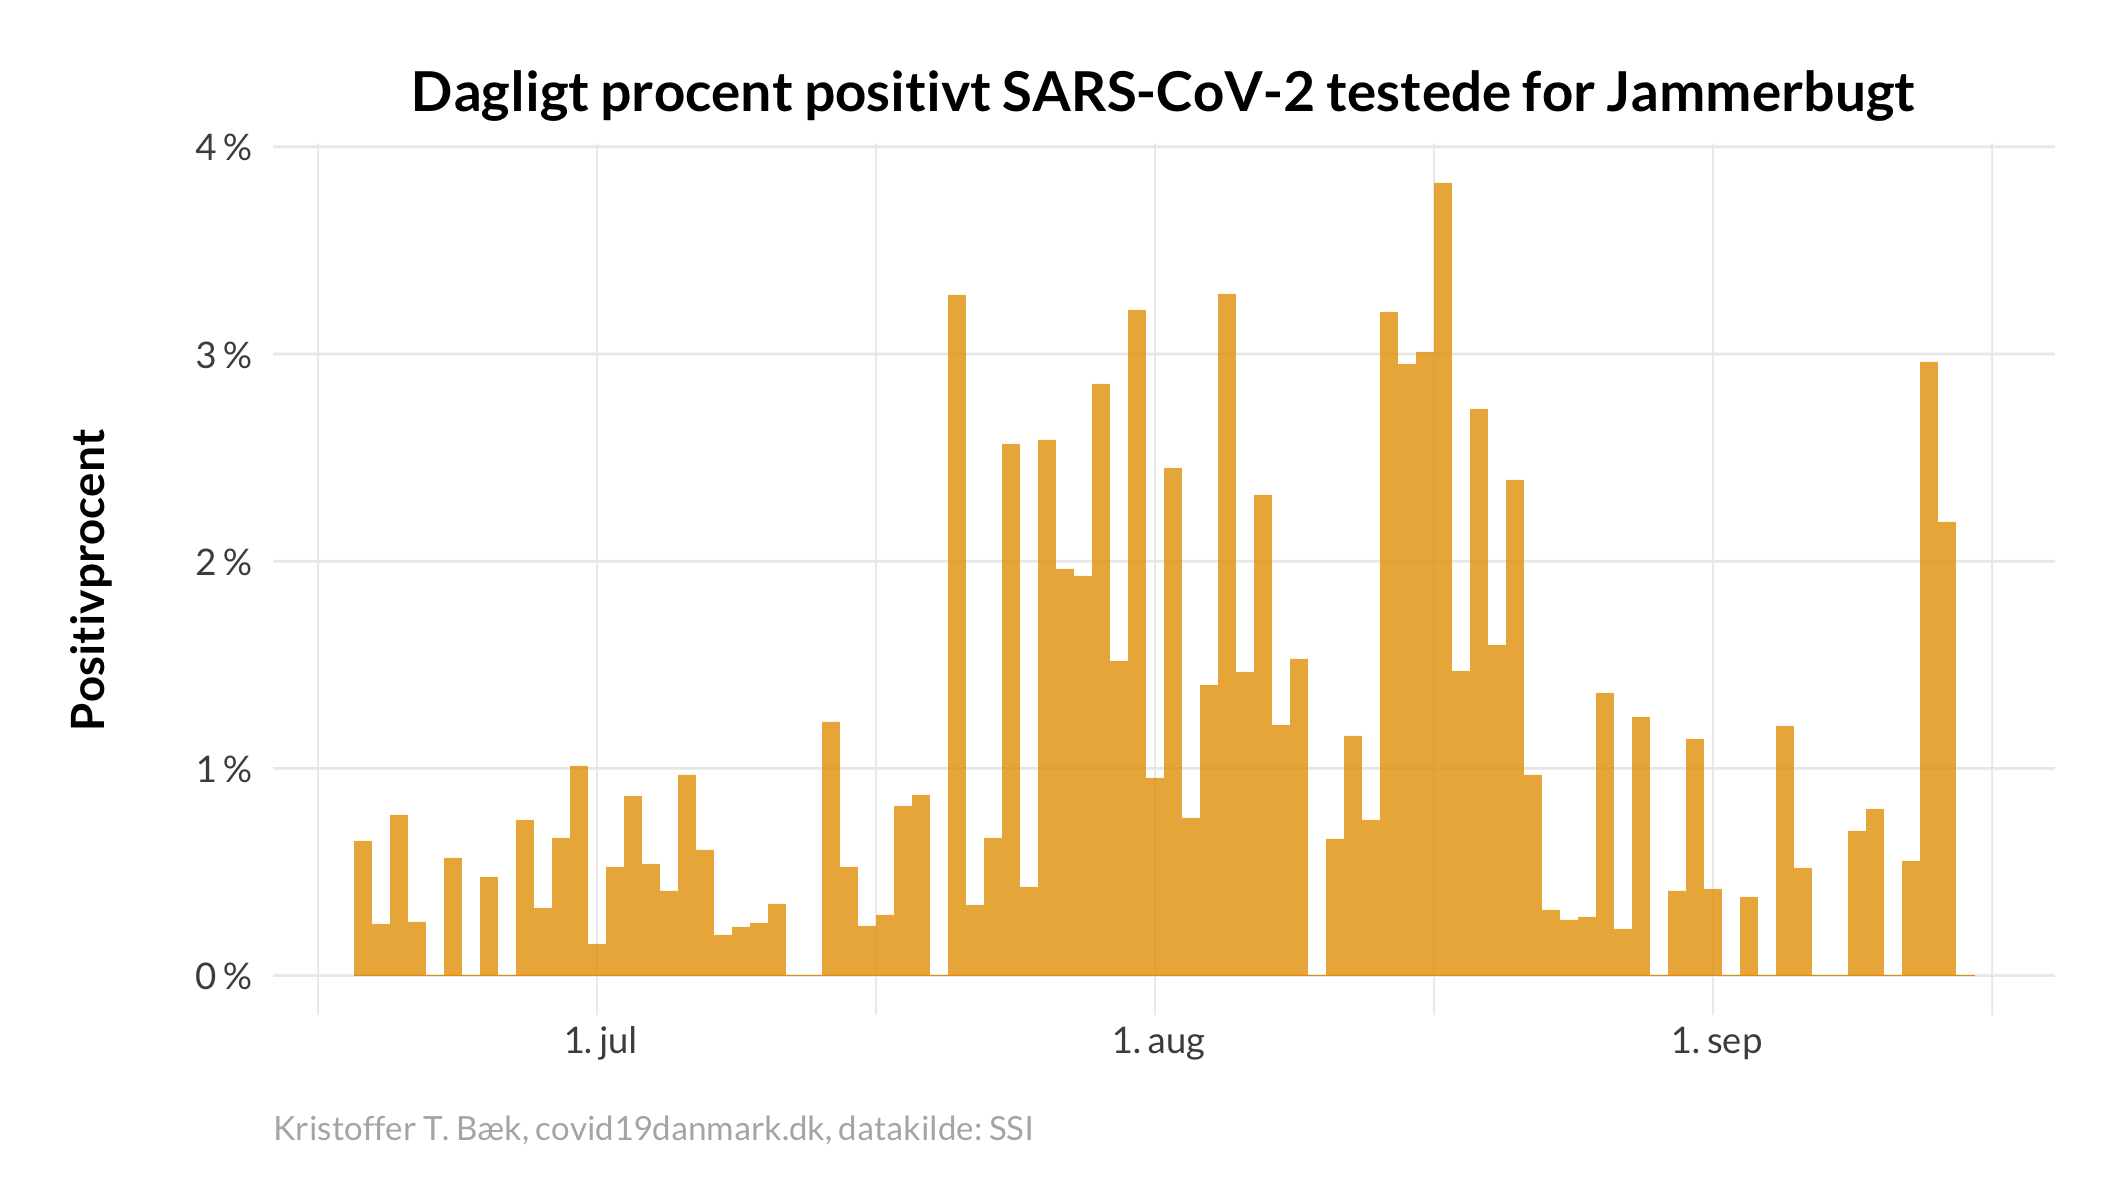 Dagligt procent positivt SARS-CoV-2 testede for Jammerbugt
Positivprocent
4 %
3 %
2 %
1 %
0 %
1. jul
1. aug
1. sep
Kristoffer T. Bæk, covid19danmark.dk, datakilde: SSI